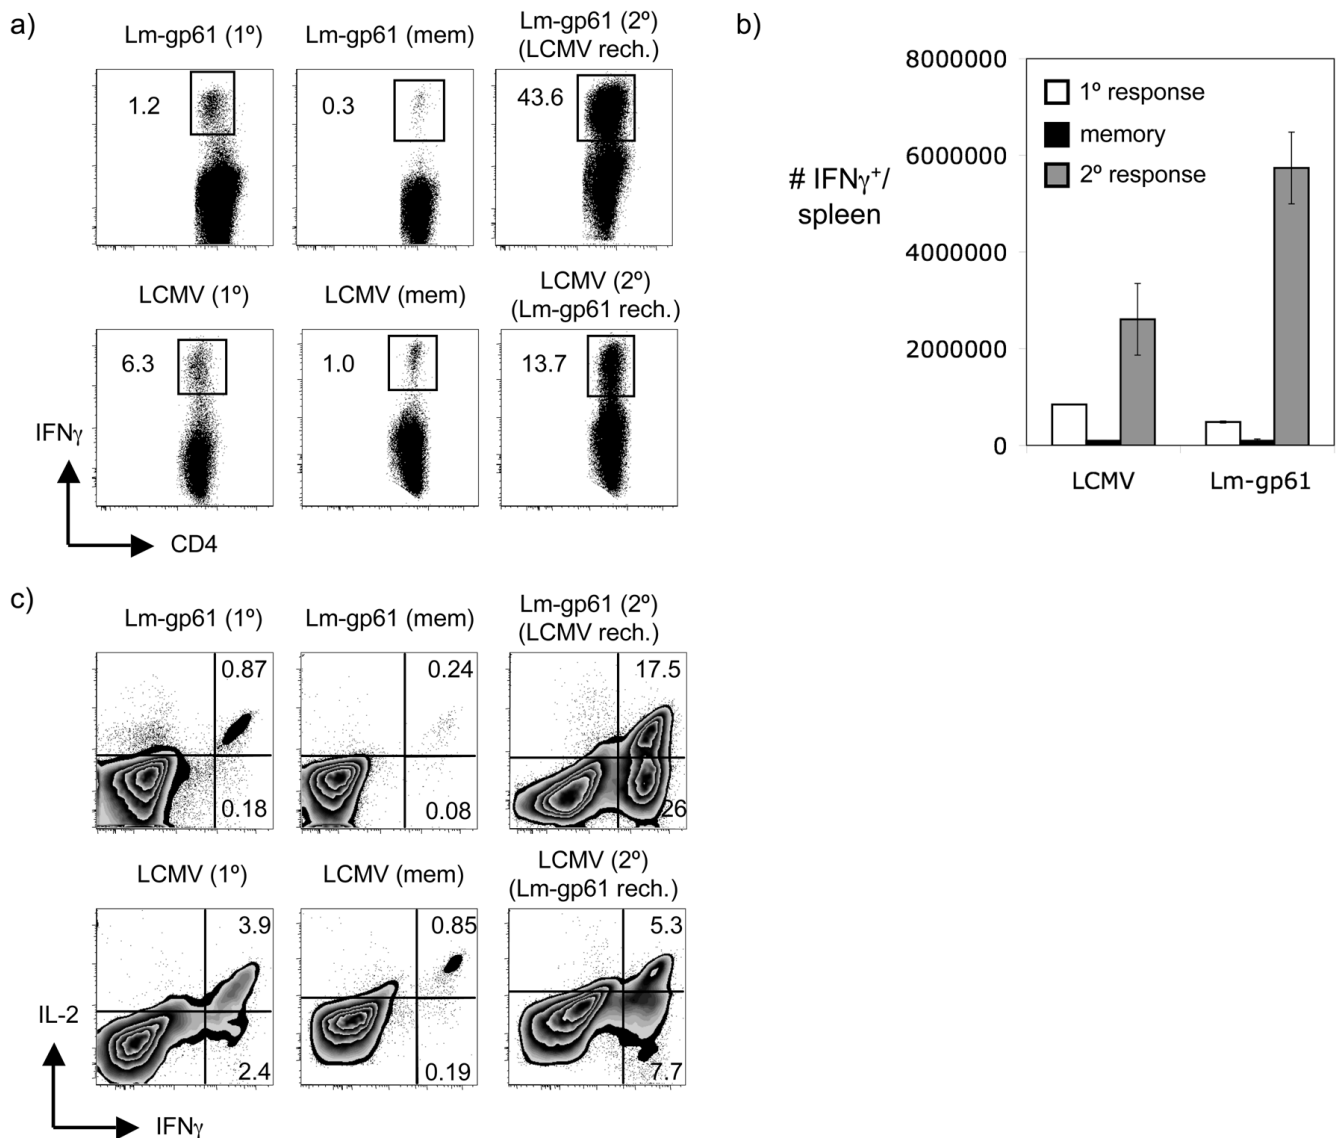 a)
Lm-gp61 (1º)
Lm-gp61 (mem)
Lm-gp61 (2º)
(LCMV rech.)
1.2
0.3
43.6
LCMV (1º)
LCMV (mem)
LCMV (2º)
(Lm-gp61 rech.)
6.3
1.0
13.7
IFNγ
CD4
b)
8000000
6000000
4000000
2000000
0
# IFNγ⁺/
spleen
1º response
memory
2º response
LCMV
Lm-gp61
c)
Lm-gp61 (1º)
Lm-gp61 (mem)
Lm-gp61 (2º)
(LCMV rech.)
0.87
0.24
17.5
0.18
0.08
26
LCMV (1º)
LCMV (mem)
LCMV (2º)
(Lm-gp61 rech.)
3.9
0.85
5.3
2.4
0.19
7.7
IL-2
IFNγ